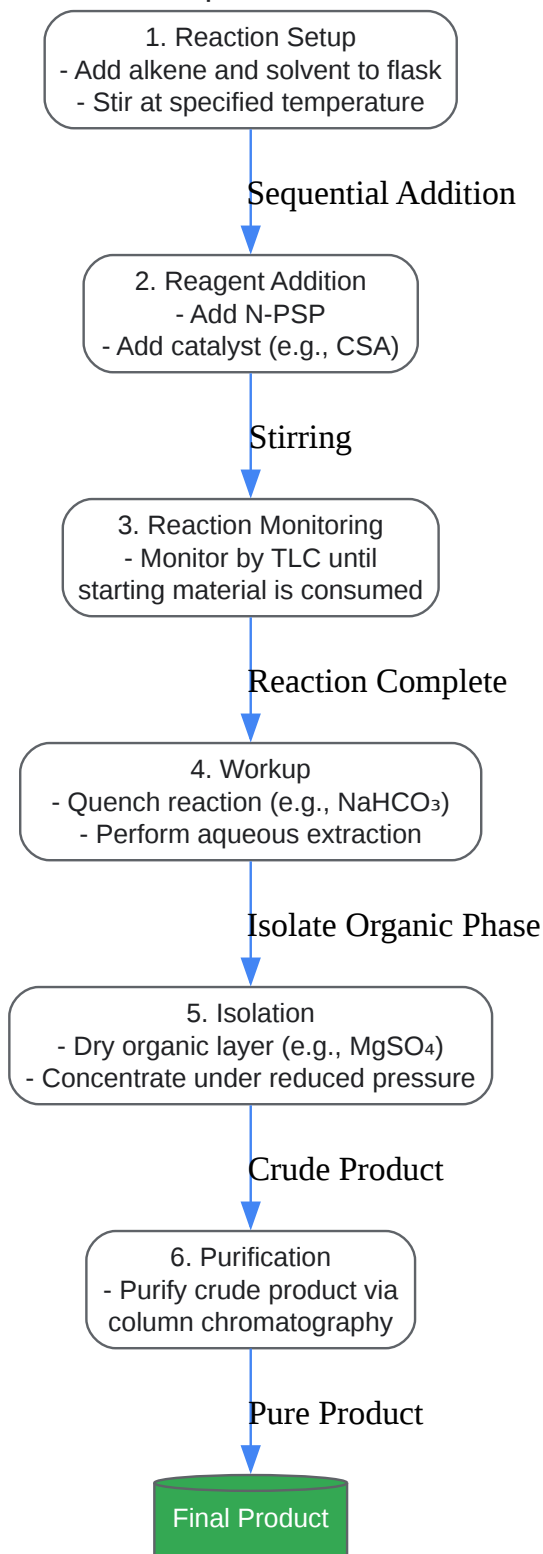 1. Reaction Setup
- Add alkene and solvent to flask
- Stir at specified temperature
Sequential Addition
2. Reagent Addition
- Add N-PSP
- Add catalyst (e.g., CSA)
Stirring
3. Reaction Monitoring
- Monitor by TLC until
starting material is consumed
Reaction Complete
4. Workup
- Quench reaction (e.g., NaHCO₃)
- Perform aqueous extraction
Isolate Organic Phase
5. Isolation
- Dry organic layer (e.g., MgSO₄)
- Concentrate under reduced pressure
Crude Product
6. Purification
- Purify crude product via
column chromatography
Pure Product
Final Product